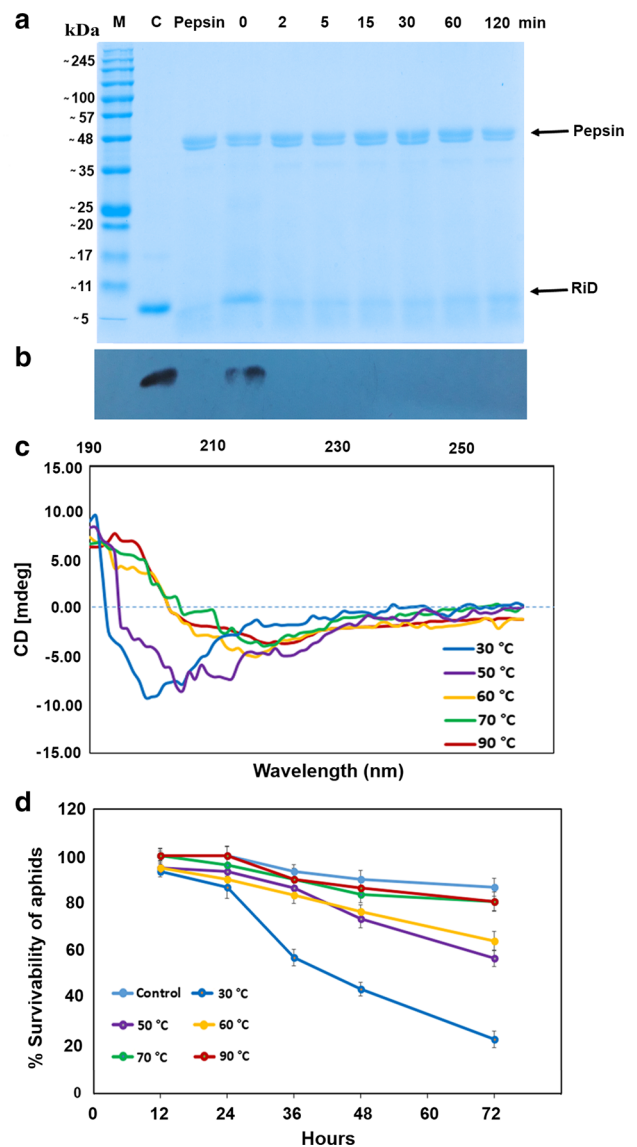 a
kDa M C Pepsin 0 2 5 15 30 60 120 min
~245
~100
~57
~48
Pepsin
~35
~25
~20
~17
~11
RiD
~5
b
c
190 210 230 250
15.00
10.00
5.00
0.00
-5.00
-10.00
-15.00
CD [mdeg]
30 °C
50 °C
60 °C
70 °C
90 °C
Wavelength (nm)
d
120
100
80
60
40
20
0
% Survivability of aphids
Control 30 °C
50 °C 60 °C
70 °C 90 °C
0 12 24 36 48 60 72
Hours